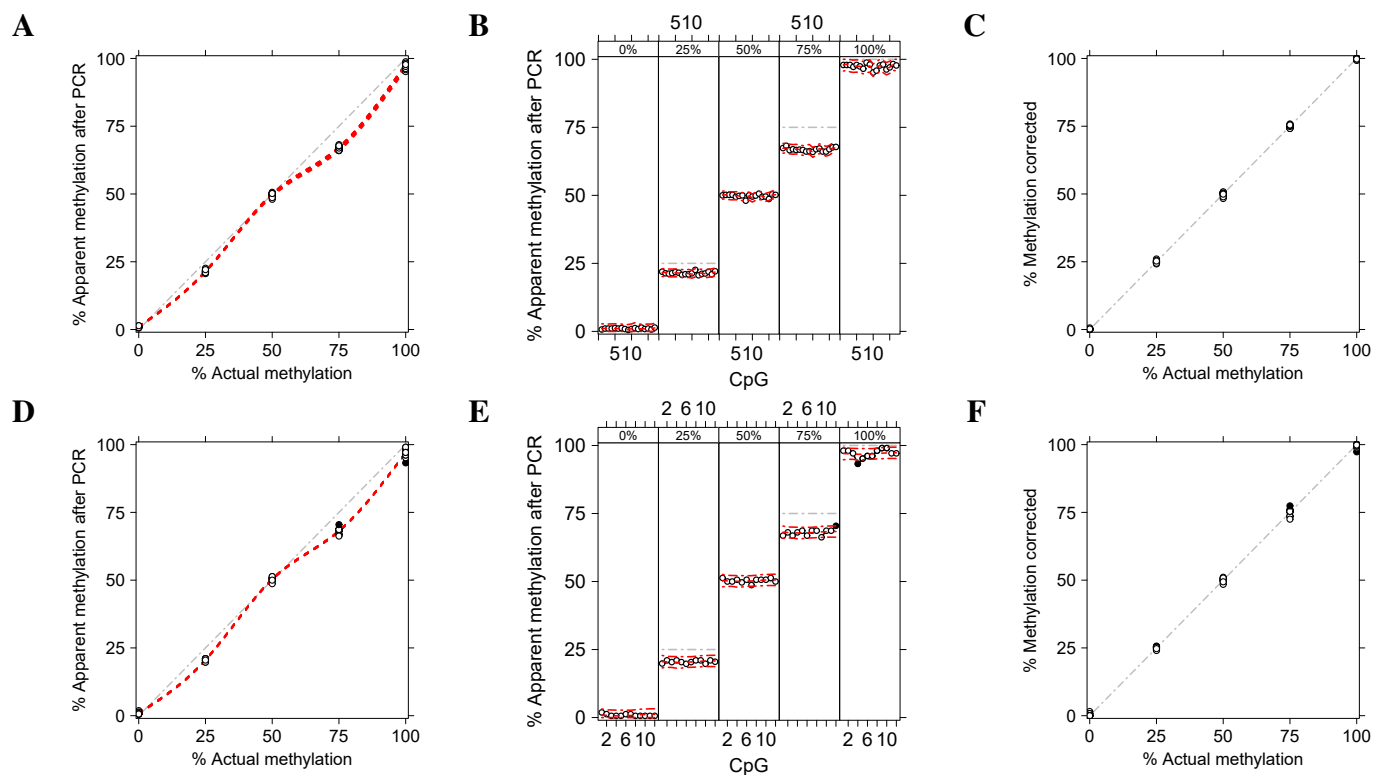 A
% Apparent methylation after PCR
100
75
50
25
0
0 25 50 75 100
% Actual methylation
B
510 510
0% 25% 50% 75% 100%
% Apparent methylation after PCR
100
75
50
25
0
510 510 510
CpG
C
% Methylation corrected
100
75
50
25
0
0 25 50 75 100
% Actual methylation
D
% Apparent methylation after PCR
100
75
50
25
0
0 25 50 75 100
% Actual methylation
E
2 6 10 2 6 10
0% 25% 50% 75% 100%
% Apparent methylation after PCR
100
75
50
25
0
2 6 10 2 6 10 2 6 10
CpG
F
% Methylation corrected
100
75
50
25
0
0 25 50 75 100
% Actual methylation